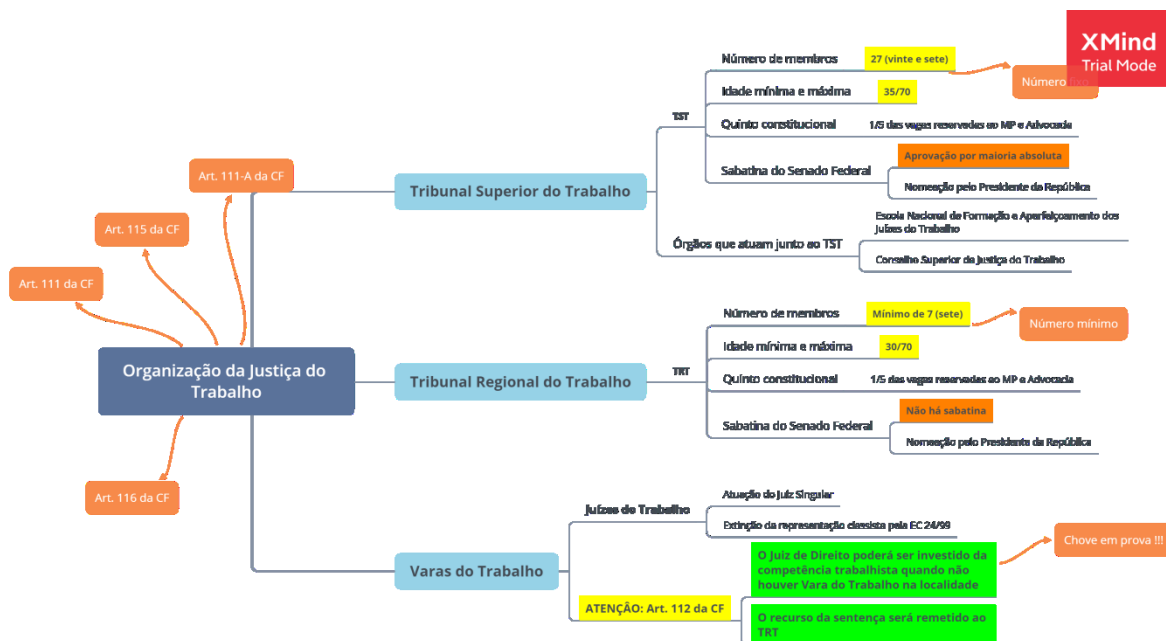 XMind
Trial Mode
Número de membros
27 (vinte e sete)
Número fixo
Idade mínima e máxima
35/70
TST
Quinto constitucional
1/5 das vagas reservadas ao MP e Advocacia
Sabatina do Senado Federal
Aprovação por maioria absoluta
Nomeação pelo Presidente da República
Art. 111-A da CF
Tribunal Superior do Trabalho
Art. 115 da CF
Órgãos que atuam junto ao TST
Escola Nacional de Formação e Aperfeiçoamento dos
Juízes do Trabalho
Conselho Superior da Justiça do Trabalho
Art. 111 da CF
Número de membros
Mínimo de 7 (sete)
Número mínimo
Idade mínima e máxima
30/70
Organização da Justiça do
Trabalho
Tribunal Regional do Trabalho
TRT
Quinto constitucional
1/5 das vagas reservadas ao MP e Advocacia
Sabatina do Senado Federal
Não há sabatina
Nomeação pelo Presidente da República
Art. 116 da CF
Juízes do Trabalho
Atuação do Juiz Singular
Extinção da representação classista pela EC 24/99
Varas do Trabalho
O Juiz de Direito poderá ser investido da
competência trabalhista quando não
houver Vara do Trabalho na localidade
Chove em prova !!!
ATENÇÂO: Art. 112 da CF
O recurso da sentença será remetido ao
TRT